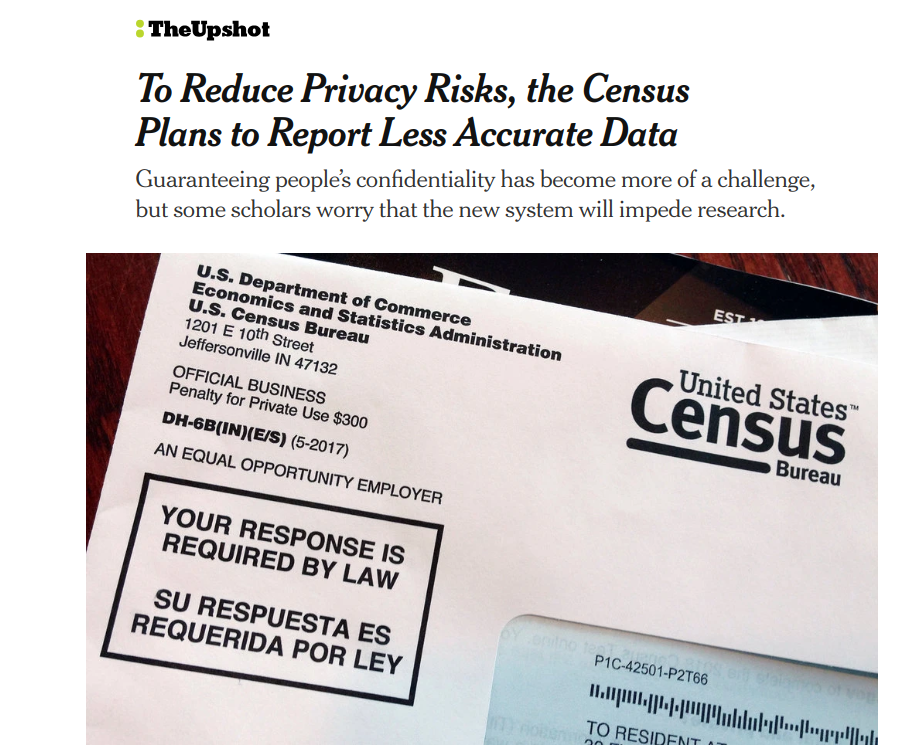 TheUpshot
To Reduce Privacy Risks, the Census
Plans to Report Less Accurate Data
Guaranteeing people’s confidentiality has become more of a challenge,
but some scholars worry that the new system will impede research.
EST
U.S. Department of Commerce
Economics and Statistics Administration
U.S. Census Bureau
1201 E 10th Street
Jeffersonville IN 47132
OFFICIAL BUSINESS
Penalty for Private Use $300
DH-6B(IN)(E/S) (5-2017)
AN EQUAL OPPORTUNITY EMPLOYER
United States™
Census
Bureau
YOUR RESPONSE IS
REQUIRED BY LAW
SU RESPUESTA ES
REQUERIDA POR LEY
P1C-42501-P2T66
TO RESIDENT